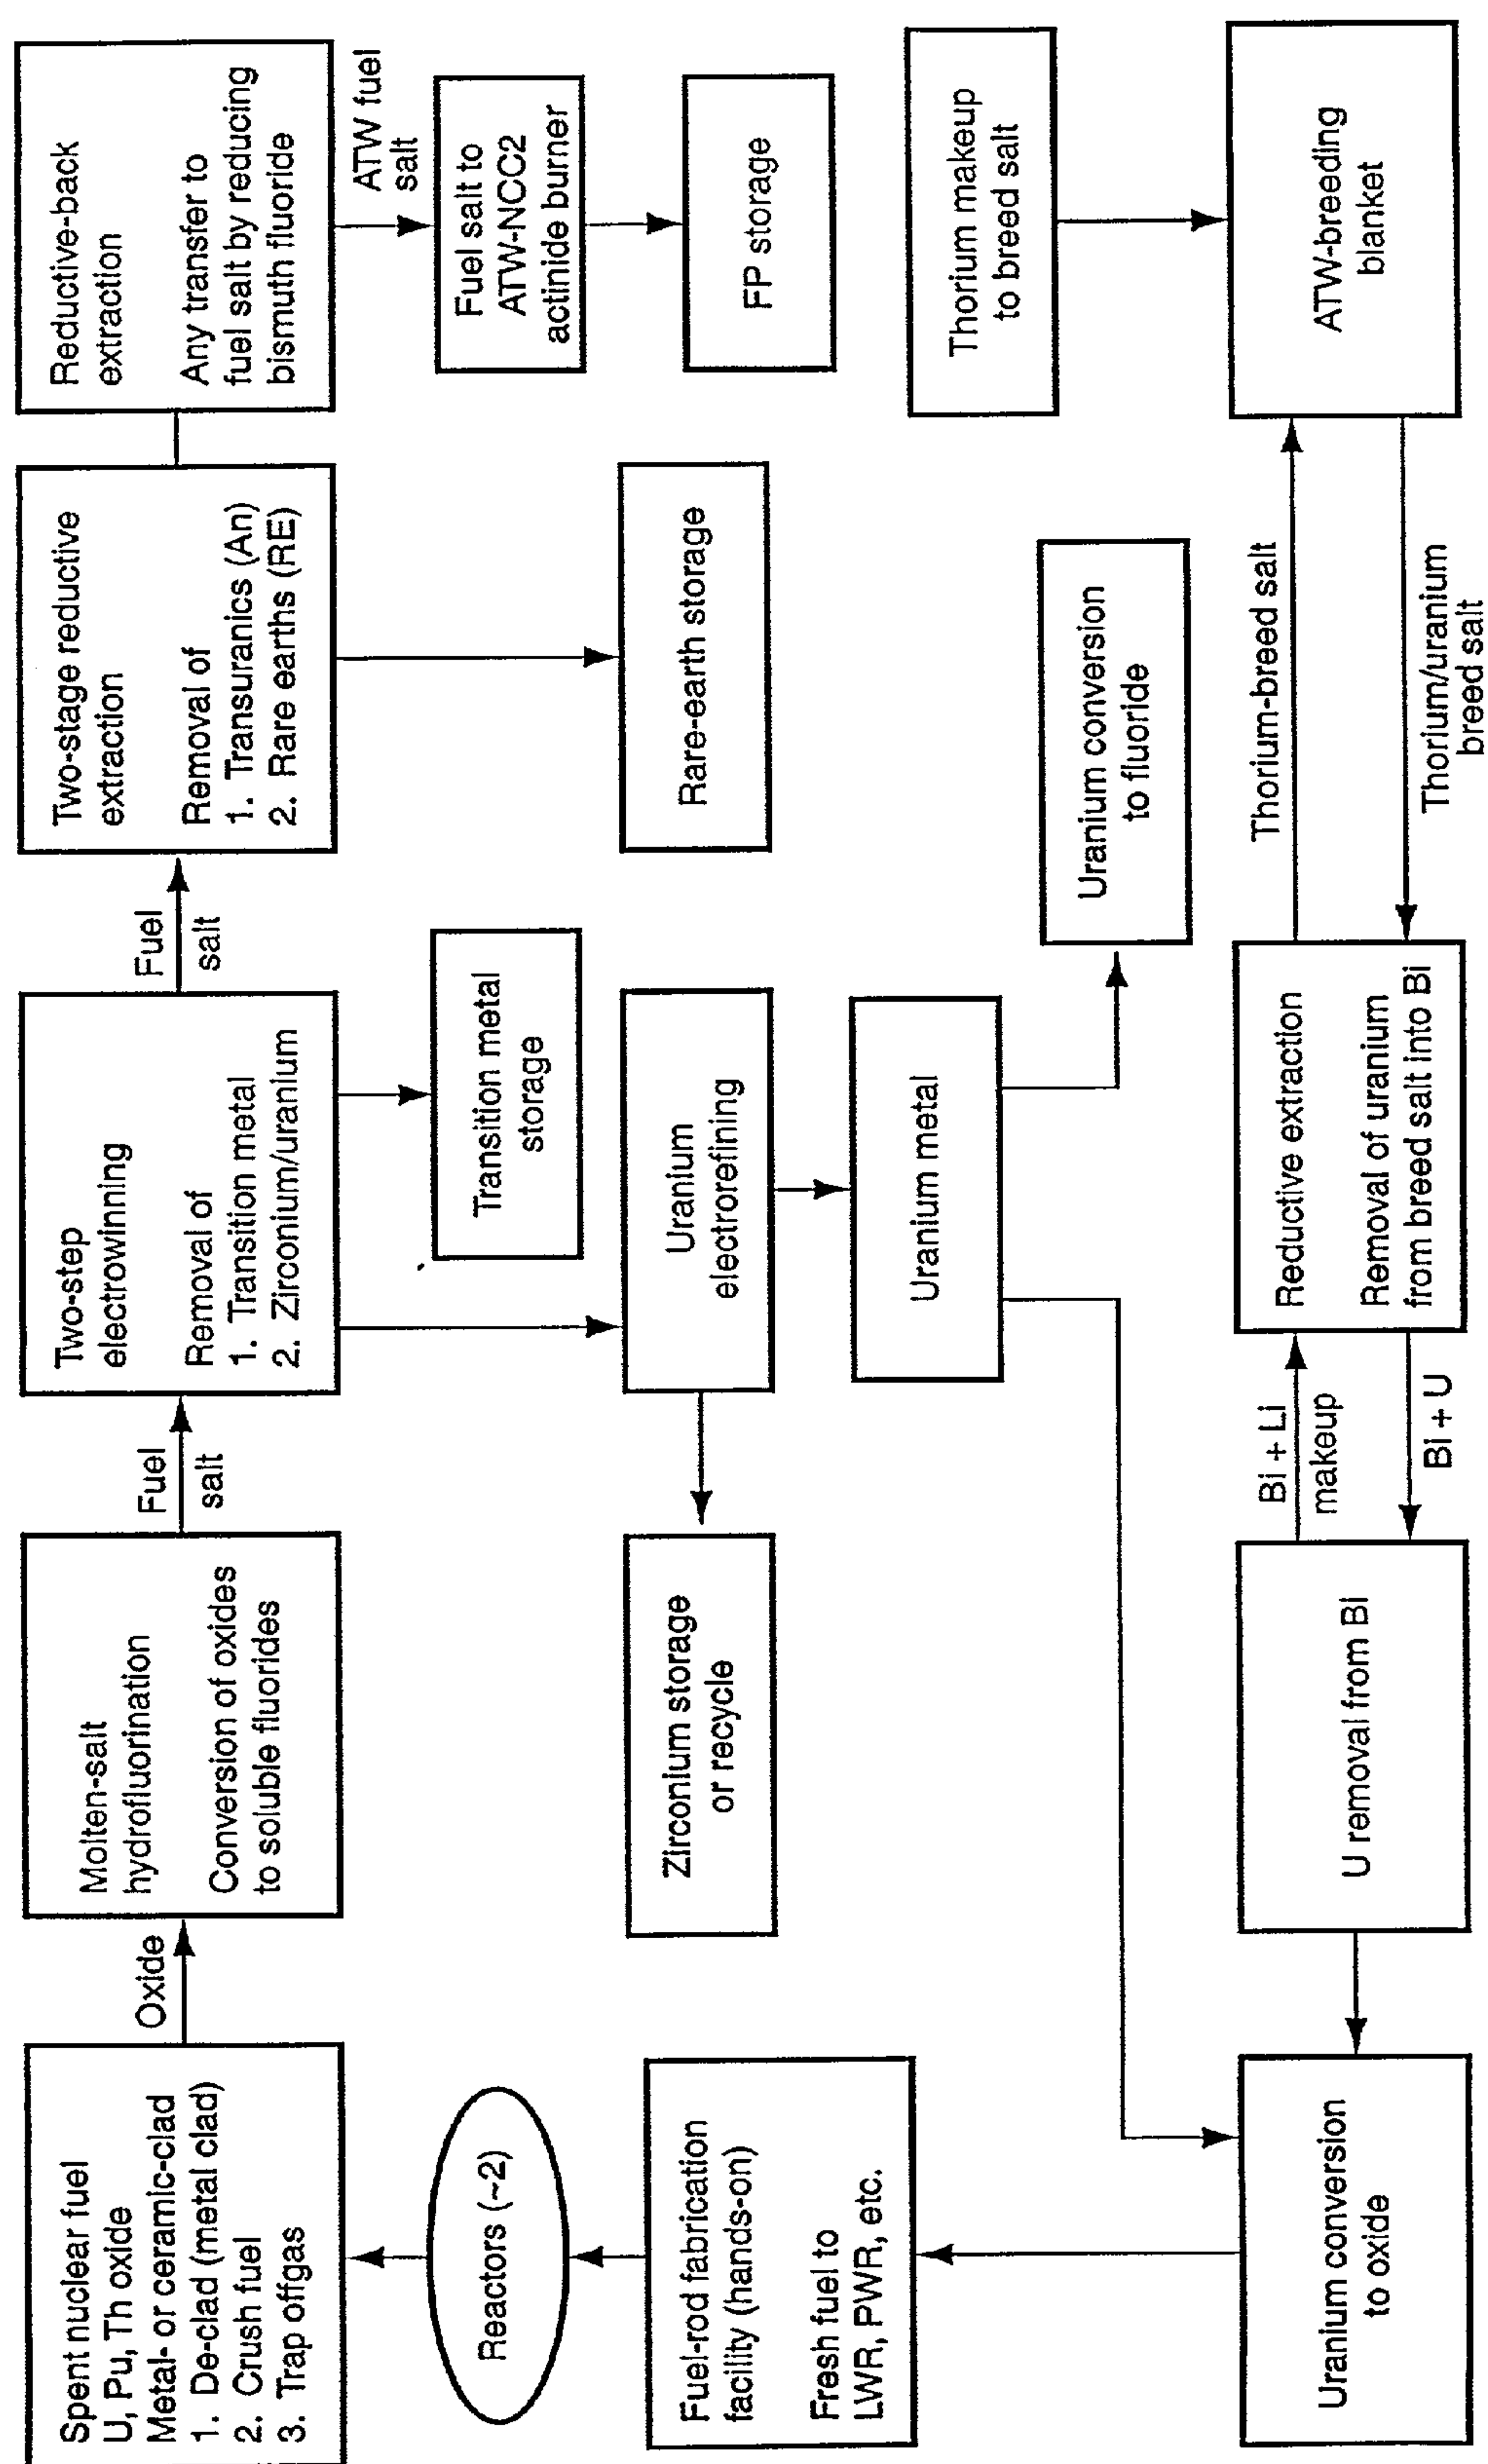 Spent nuclear fuel
U, Pu, Th oxide
Metal- or ceramic-clad
1. De-clad (metal clad)
2. Crush fuel
3. Trap offgas
Oxide
Molten-salt
hydrofluorination
Conversion of oxides
to soluble fluorides
Fuel
salt
Two-step
electrowinning
Removal of
1. Transition metal
2. Zirconium/uranium
Fuel
salt
Two-stage reductive
extraction
Removal of
1. Transuranics (An)
2. Rare earths (RE)
Reductive-back
extraction
Any transfer to
fuel salt by reducing
bismuth fluoride
ATW fuel
salt
Reactors (~2)
Transition metal
storage
Fuel salt to
ATW-NCC2
actinide burner
Fuel-rod fabrication
facility (hands-on)
Fresh fuel to
LWR, PWR, etc.
Zirconium storage
or recycle
Uranium
electrorefining
Rare-earth storage
FP storage
Uranium metal
Thorium makeup
to breed salt
Uranium conversion
to fluoride
Uranium conversion
to oxide
U removal from Bi
Bi + Li
makeup
Bi + U
Reductive extraction
Removal of uranium
from breed salt into Bi
Thorium-breed salt
Thorium/uranium
breed salt
ATW-breeding
blanket